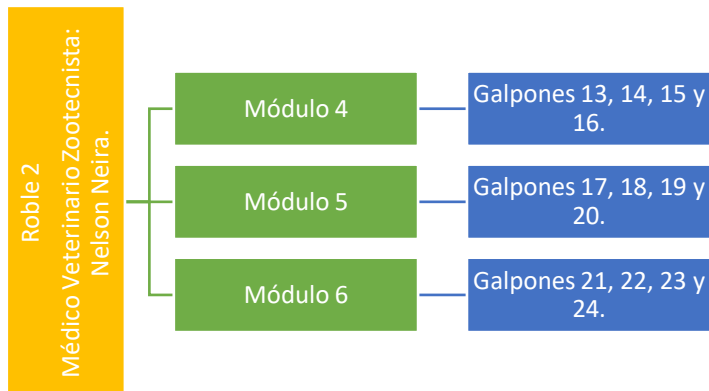 Roble 2
Médico Veterinario Zootecnista:
Nelson Neira.
Módulo 4
Galpones 13, 14, 15 y
16.
Módulo 5
Galpones 17, 18, 19 y
20.
Módulo 6
Galpones 21, 22, 23 y
24.